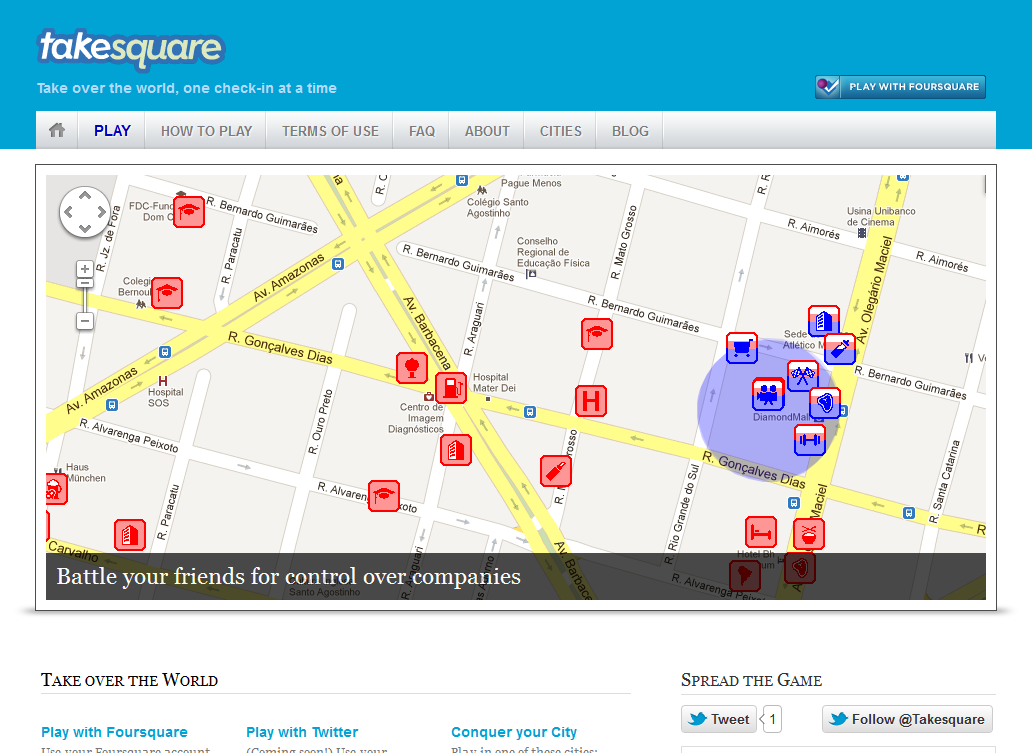 takesquare
Take over the world, one check-in at a time
PLAY WITH FOURSQUARE
PLAY
HOW TO PLAY
TERMS OF USE
FAQ
ABOUT
CITIES
BLOG
R. Jz. de Fora
FDC-Fun
Dom C
R. Bernardo Guimarães
R. Paracatu
Av. Amazonas
Pague Menos
Colégio Santo
Agostinho
Conselho
Regional de
Educação Física
R. Bernardo Guimarães
R. Mato Grosso
Usina Unibanco
de Cinema
R. Aimorés
R. Aimorés
Av. Olegário Maciel
Colegi
Bernoul
R. Gonçalves Dias
Av. Barbacena
R. Araguari
R. Bernardo Guimarães
Sede
Atlético M
R. Bernardo Guimarães
Av. Amazonas
Hospital
SOS
Hospital
Mater Dei
Centro de
Imagem
Diagnósticos
R. Ouro Preto
DiamondMall
R. Alvarenga Peixoto
Haus
München
R. Paracatu
R. Alvareng
xoto
R. Gonçalves Dias
R. Rio Grande do Sul
Maciel
R. Santa Catarina
Carvalho
Av. Barbacena
Hotel Bh
R. Alvarenga Peixoto
Santo Agostinho
Battle your friends for control over companies
Take over the World
Spread the Game
Tweet
1
Follow @Takesquare
Play with Foursquare
Play with Twitter
Conquer your City
Use your Foursquare account
(Coming soon!) Use your
Play in one of these cities: